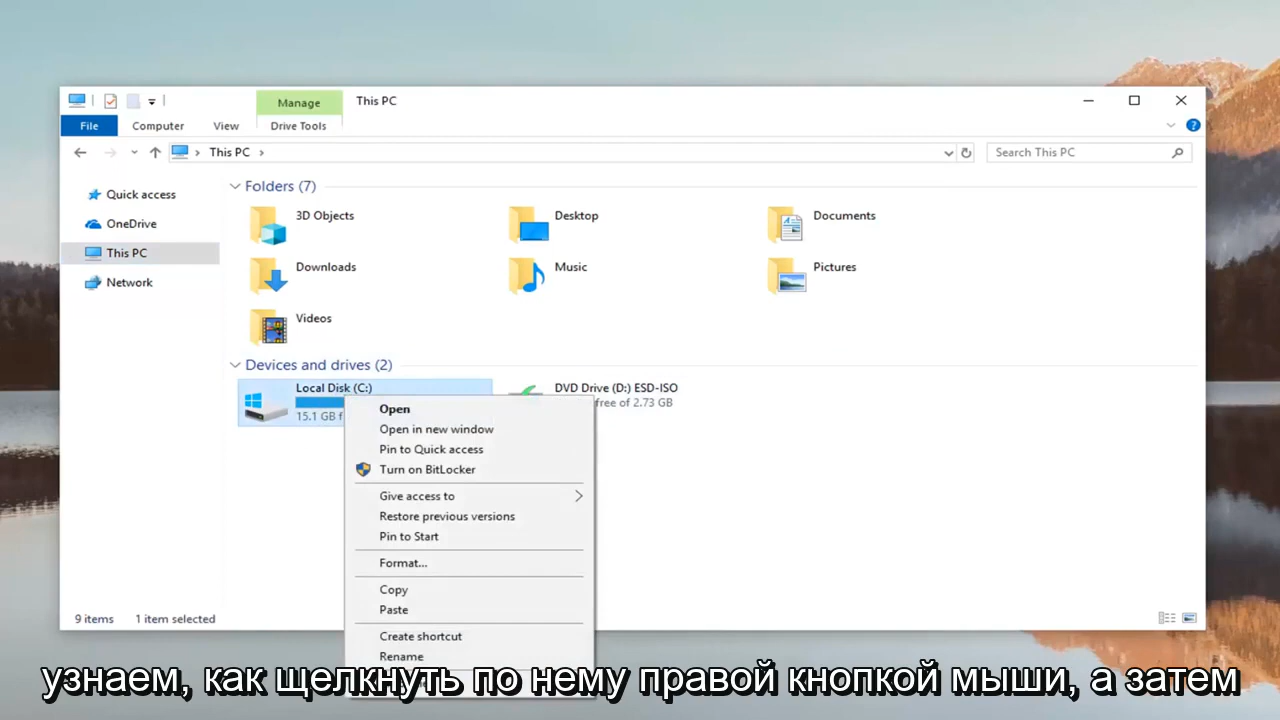 Manage
This PC
File
Computer
View
Drive Tools
This PC
Search This PC
Quick access
OneDrive
This PC
Network
Folders (7)
3D Objects
Desktop
Documents
Downloads
Music
Pictures
Videos
Devices and drives (2)
Local Disk (C:)
15.1 GB f
DVD Drive (D:) ESD-ISO
free of 2.73 GB
Open
Open in new window
Pin to Quick access
Turn on BitLocker
Give access to
Restore previous versions
Pin to Start
Format...
Copy
Paste
Create shortcut
Rename
9 items
1 item selected
узнаем, как щелкнуть по нему правой кнопкой мыши, а затем